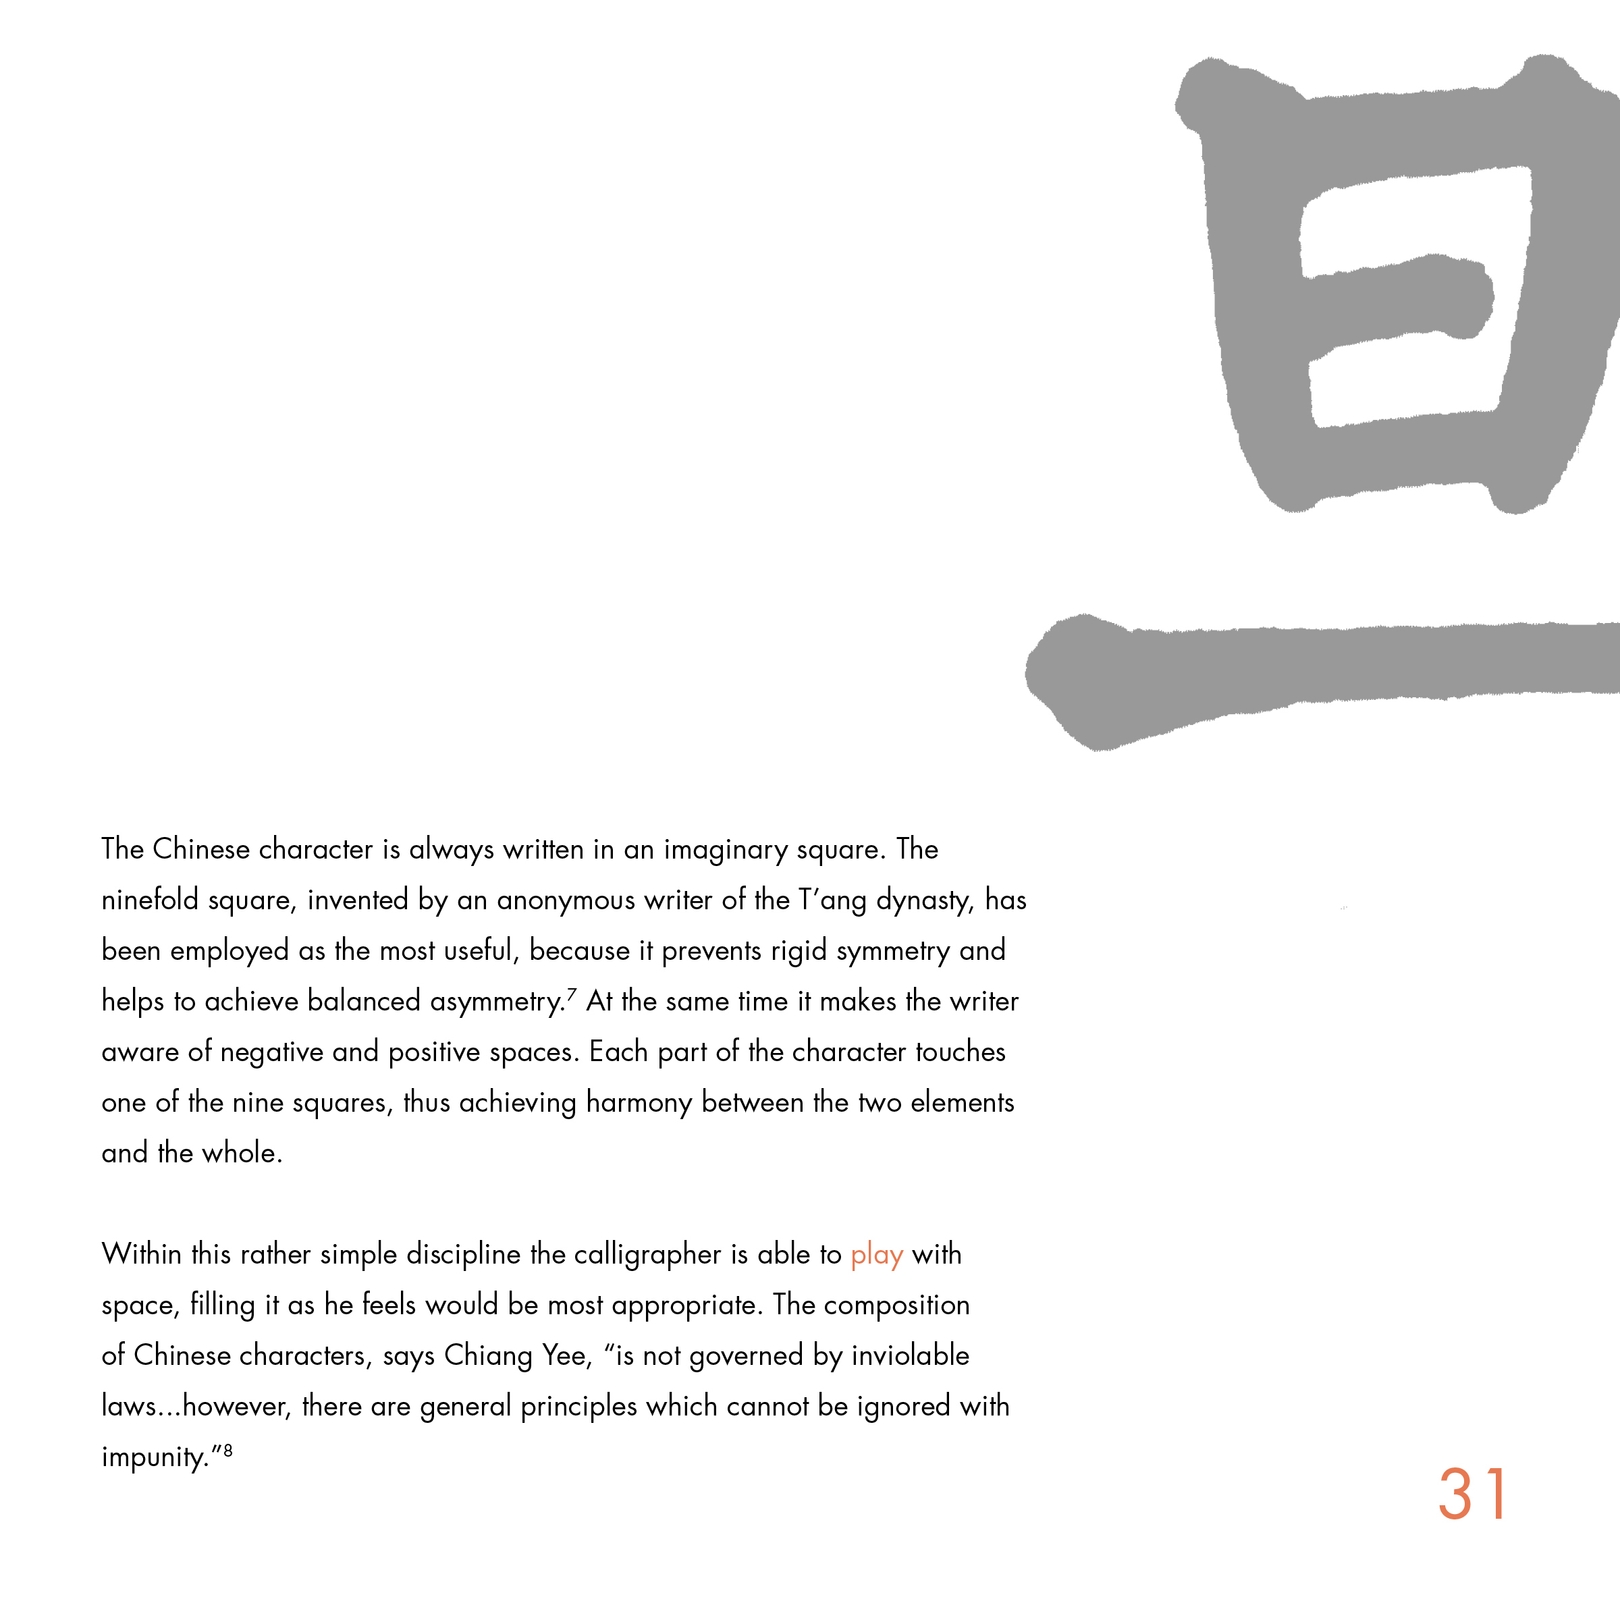 旦
The Chinese character is always written in an imaginary square. The
ninefold square, invented by an anonymous writer of the T’ang dynasty, has
been employed as the most useful, because it prevents rigid symmetry and
helps to achieve balanced asymmetry.⁷ At the same time it makes the writer
aware of negative and positive spaces. Each part of the character touches
one of the nine squares, thus achieving harmony between the two elements
and the whole.
Within this rather simple discipline the calligrapher is able to play with
space, filling it as he feels would be most appropriate. The composition
of Chinese characters, says Chiang Yee, “is not governed by inviolable
laws...however, there are general principles which cannot be ignored with
impunity.”⁸
31